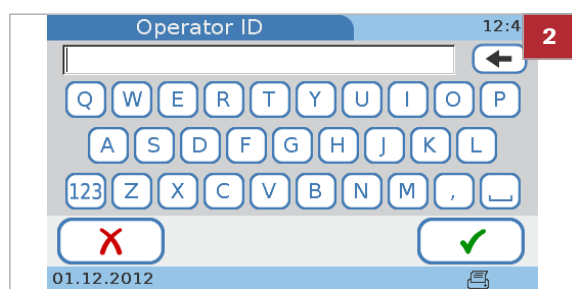 Operator ID 12:4
2
Q W E R T Y U I O P
A S D F G H J K L
123 Z X C V B N M ,
01.12.2012